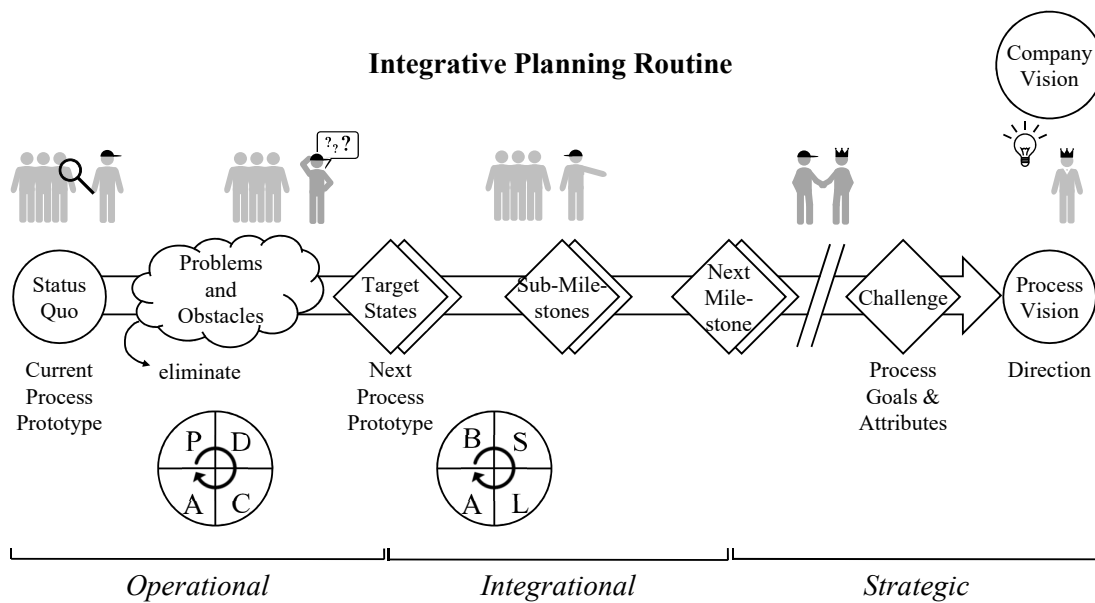 Integrative Planning Routine
Company
Vision
? ? ?
Status
Quo
Problems
and
Obstacles
Target
States
Sub-Mile-
stones
Next
Mile-
stone
Challenge
Process
Vision
eliminate
Current
Process
Prototype
Next
Process
Prototype
Process
Goals &
Attributes
Direction
P D
A C
B S
A L
Operational
Integrational
Strategic